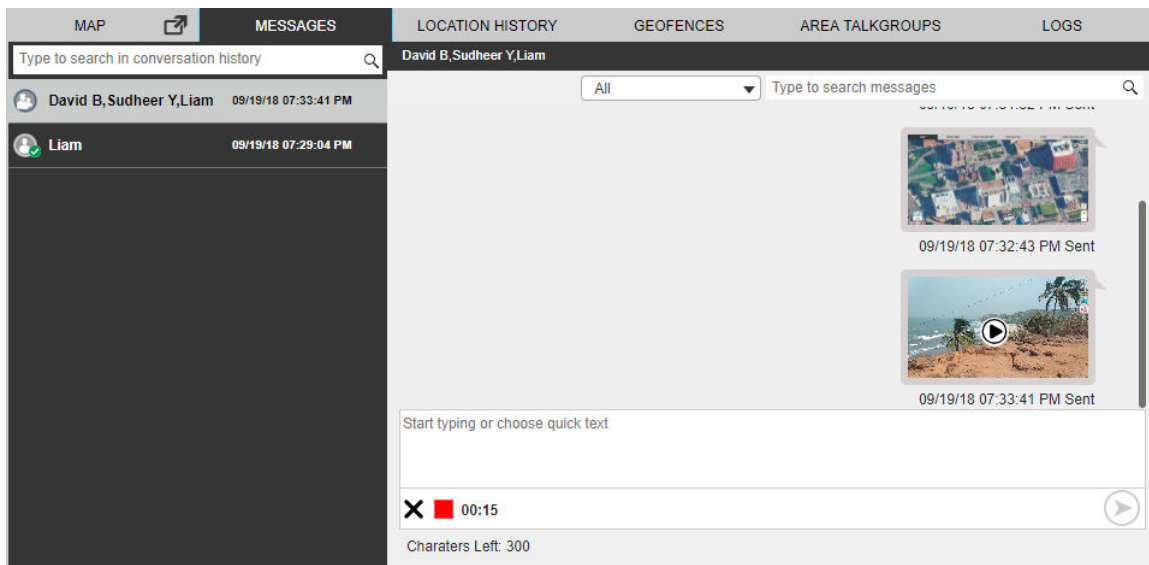 MAP MESSAGES LOCATION HISTORY GEOFENCES AREA TALKGROUPS LOGS
Type to search in conversation history
David B,Sudheer Y,Liam
David B,Sudheer Y,Liam 09/19/18 07:33:41 PM
Liam 09/19/18 07:29:04 PM
All Type to search messages
09/19/18 07:32:43 PM Sent
09/19/18 07:33:41 PM Sent
Start typing or choose quick text
00:15
Charaters Left: 300